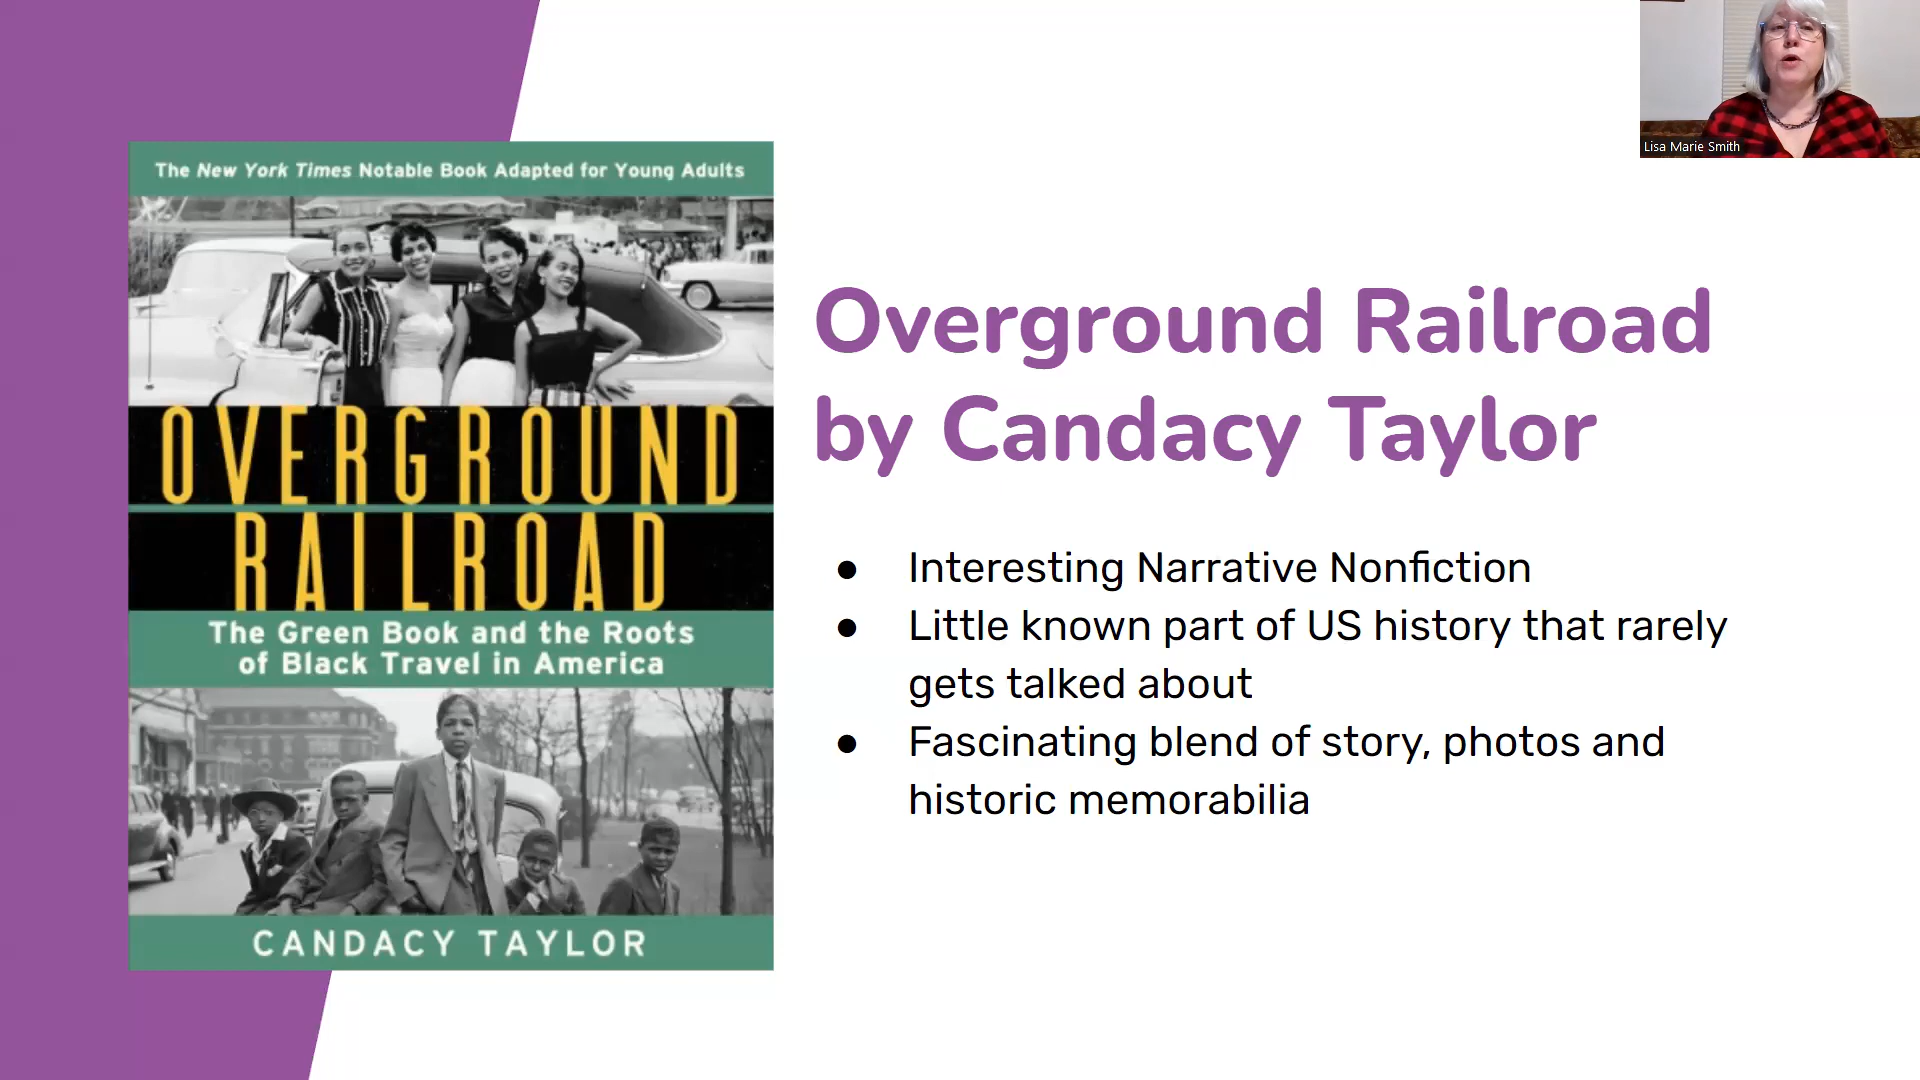 The New York Times Notable Book Adapted for Young Adults
OVERGROUND
RAILROAD
The Green Book and the Roots
of Black Travel in America
CANDACY TAYLOR
Overground Railroad
by Candacy Taylor
● Interesting Narrative Nonfiction
● Little known part of US history that rarely
gets talked about
● Fascinating blend of story, photos and
historic memorabilia
Lisa Marie Smith